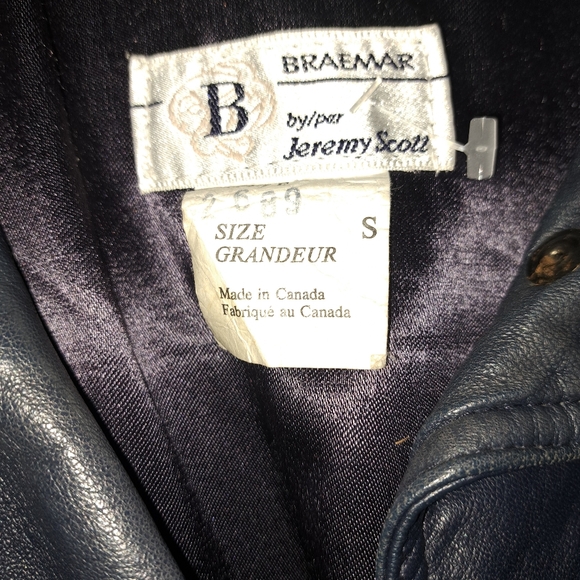 B
BRAEMAR
by/par
Jeremy Scott
SIZE S
GRANDEUR
Made in Canada
Fabriqué au Canada